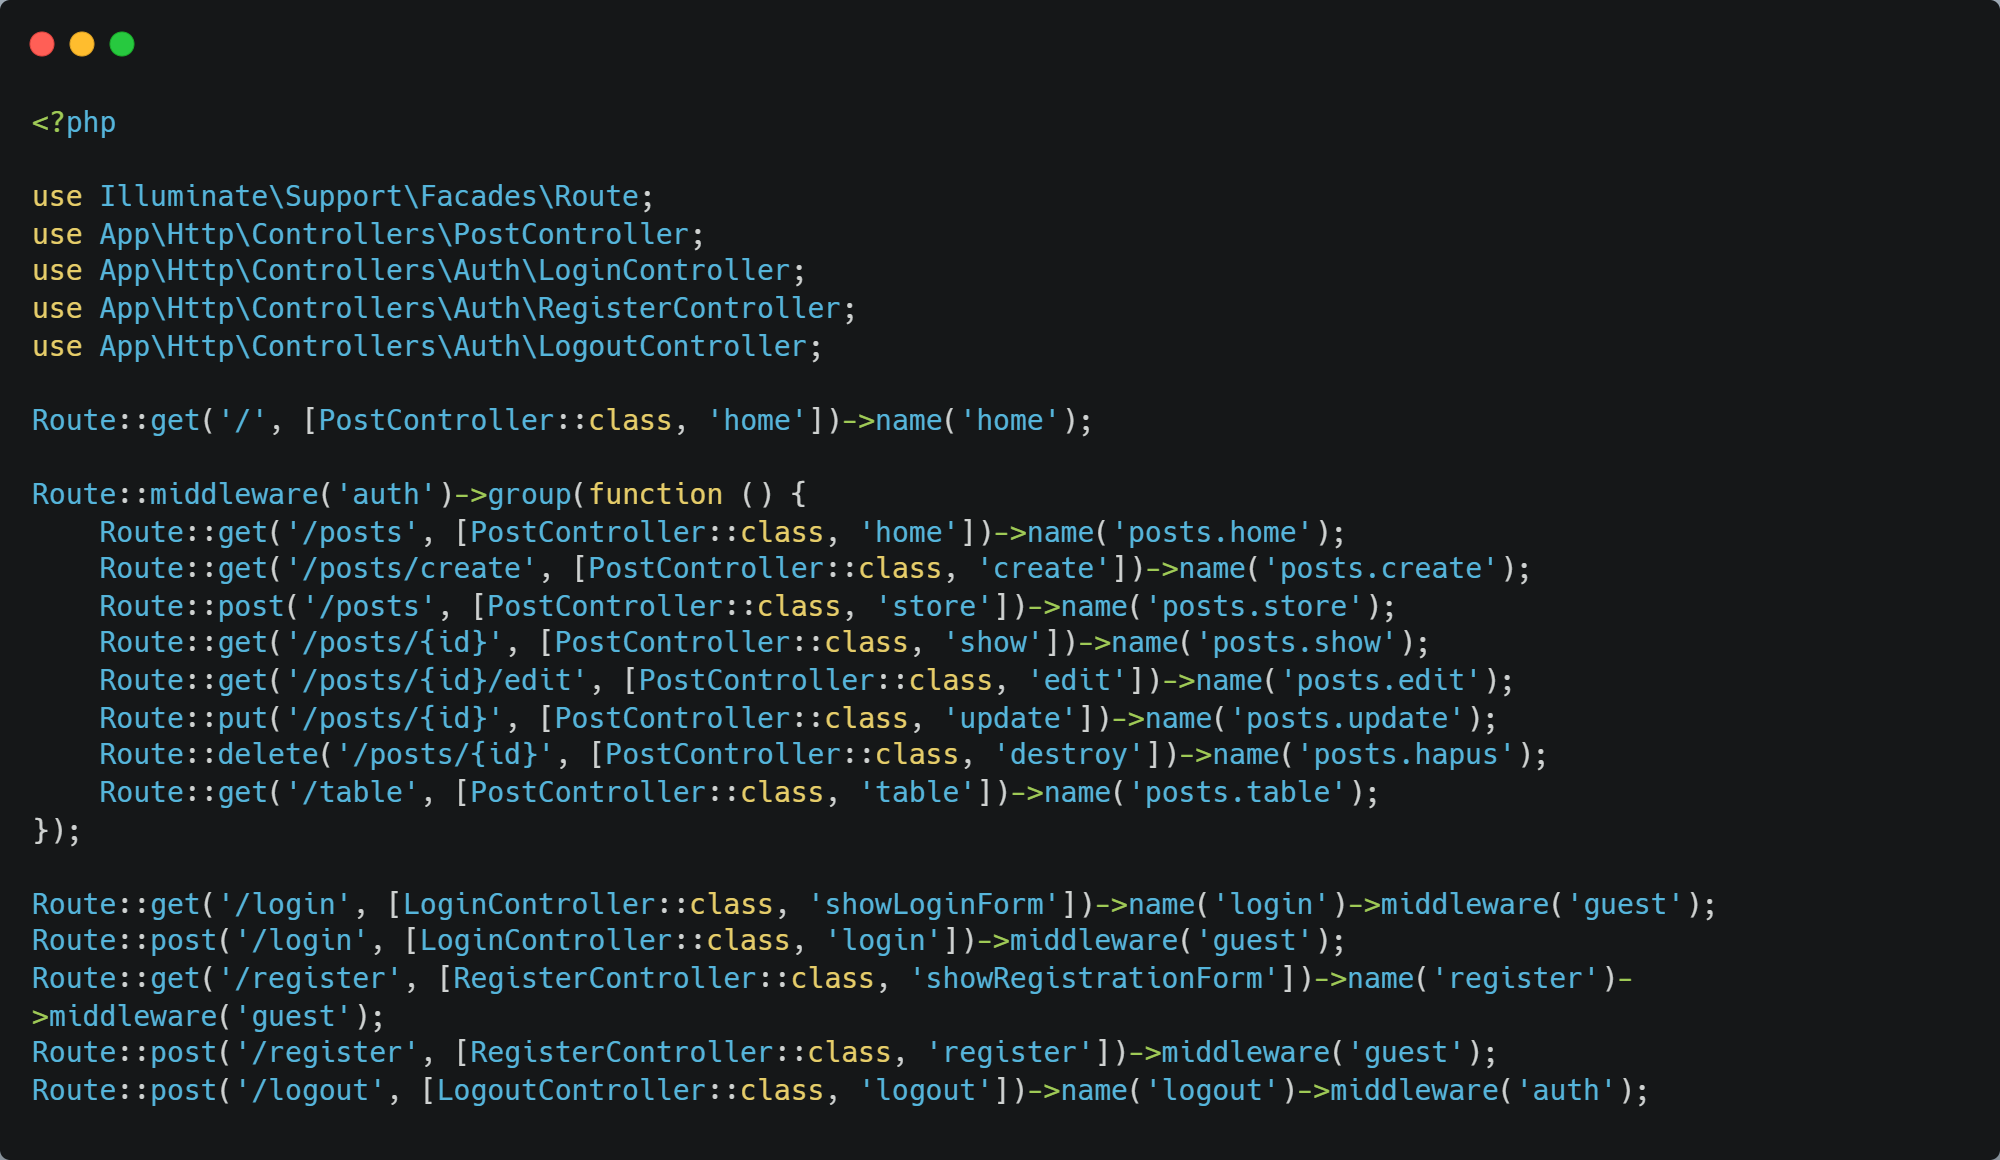 <?php

use Illuminate\Support\Facades\Route;
use App\Http\Controllers\PostController;
use App\Http\Controllers\Auth\LoginController;
use App\Http\Controllers\Auth\RegisterController;
use App\Http\Controllers\Auth\LogoutController;

Route::get('/', [PostController::class, 'home'])->name('home');

Route::middleware('auth')->group(function () {
    Route::get('/posts', [PostController::class, 'home'])->name('posts.home');
    Route::get('/posts/create', [PostController::class, 'create'])->name('posts.create');
    Route::post('/posts', [PostController::class, 'store'])->name('posts.store');
    Route::get('/posts/{id}', [PostController::class, 'show'])->name('posts.show');
    Route::get('/posts/{id}/edit', [PostController::class, 'edit'])->name('posts.edit');
    Route::put('/posts/{id}', [PostController::class, 'update'])->name('posts.update');
    Route::delete('/posts/{id}', [PostController::class, 'destroy'])->name('posts.hapus');
    Route::get('/table', [PostController::class, 'table'])->name('posts.table');
});

Route::get('/login', [LoginController::class, 'showLoginForm'])->name('login')->middleware('guest');
Route::post('/login', [LoginController::class, 'login'])->middleware('guest');
Route::get('/register', [RegisterController::class, 'showRegistrationForm'])->name('register')-
>middleware('guest');
Route::post('/register', [RegisterController::class, 'register'])->middleware('guest');
Route::post('/logout', [LogoutController::class, 'logout'])->name('logout')->middleware('auth');